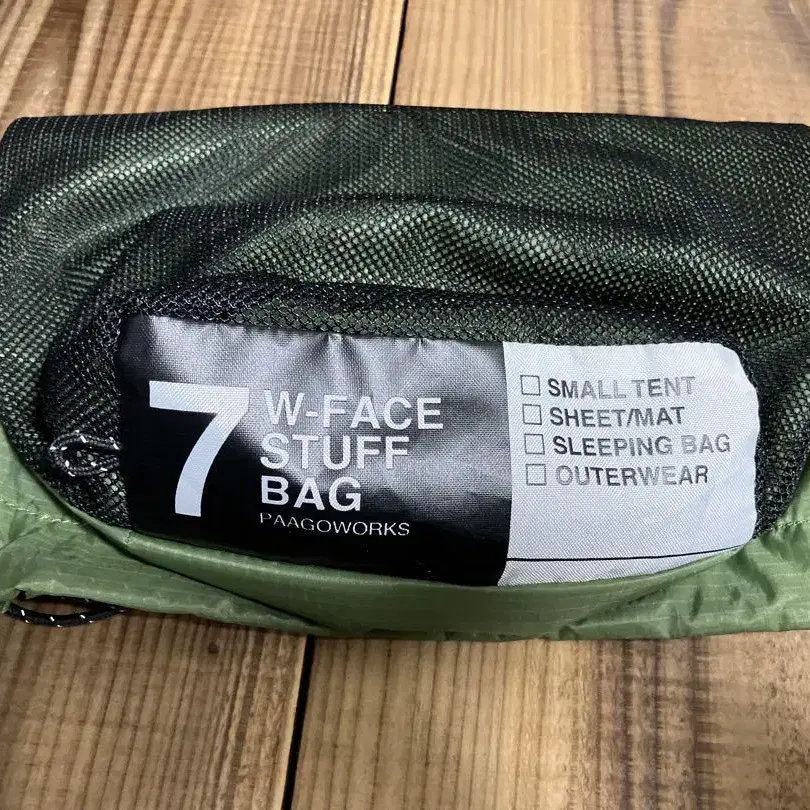 7
W-FACE
STUFF
BAG
PAAGOWORKS
☐ SMALL TENT
☐ SHEET/MAT
☐ SLEEPING BAG
☐ OUTERWEAR